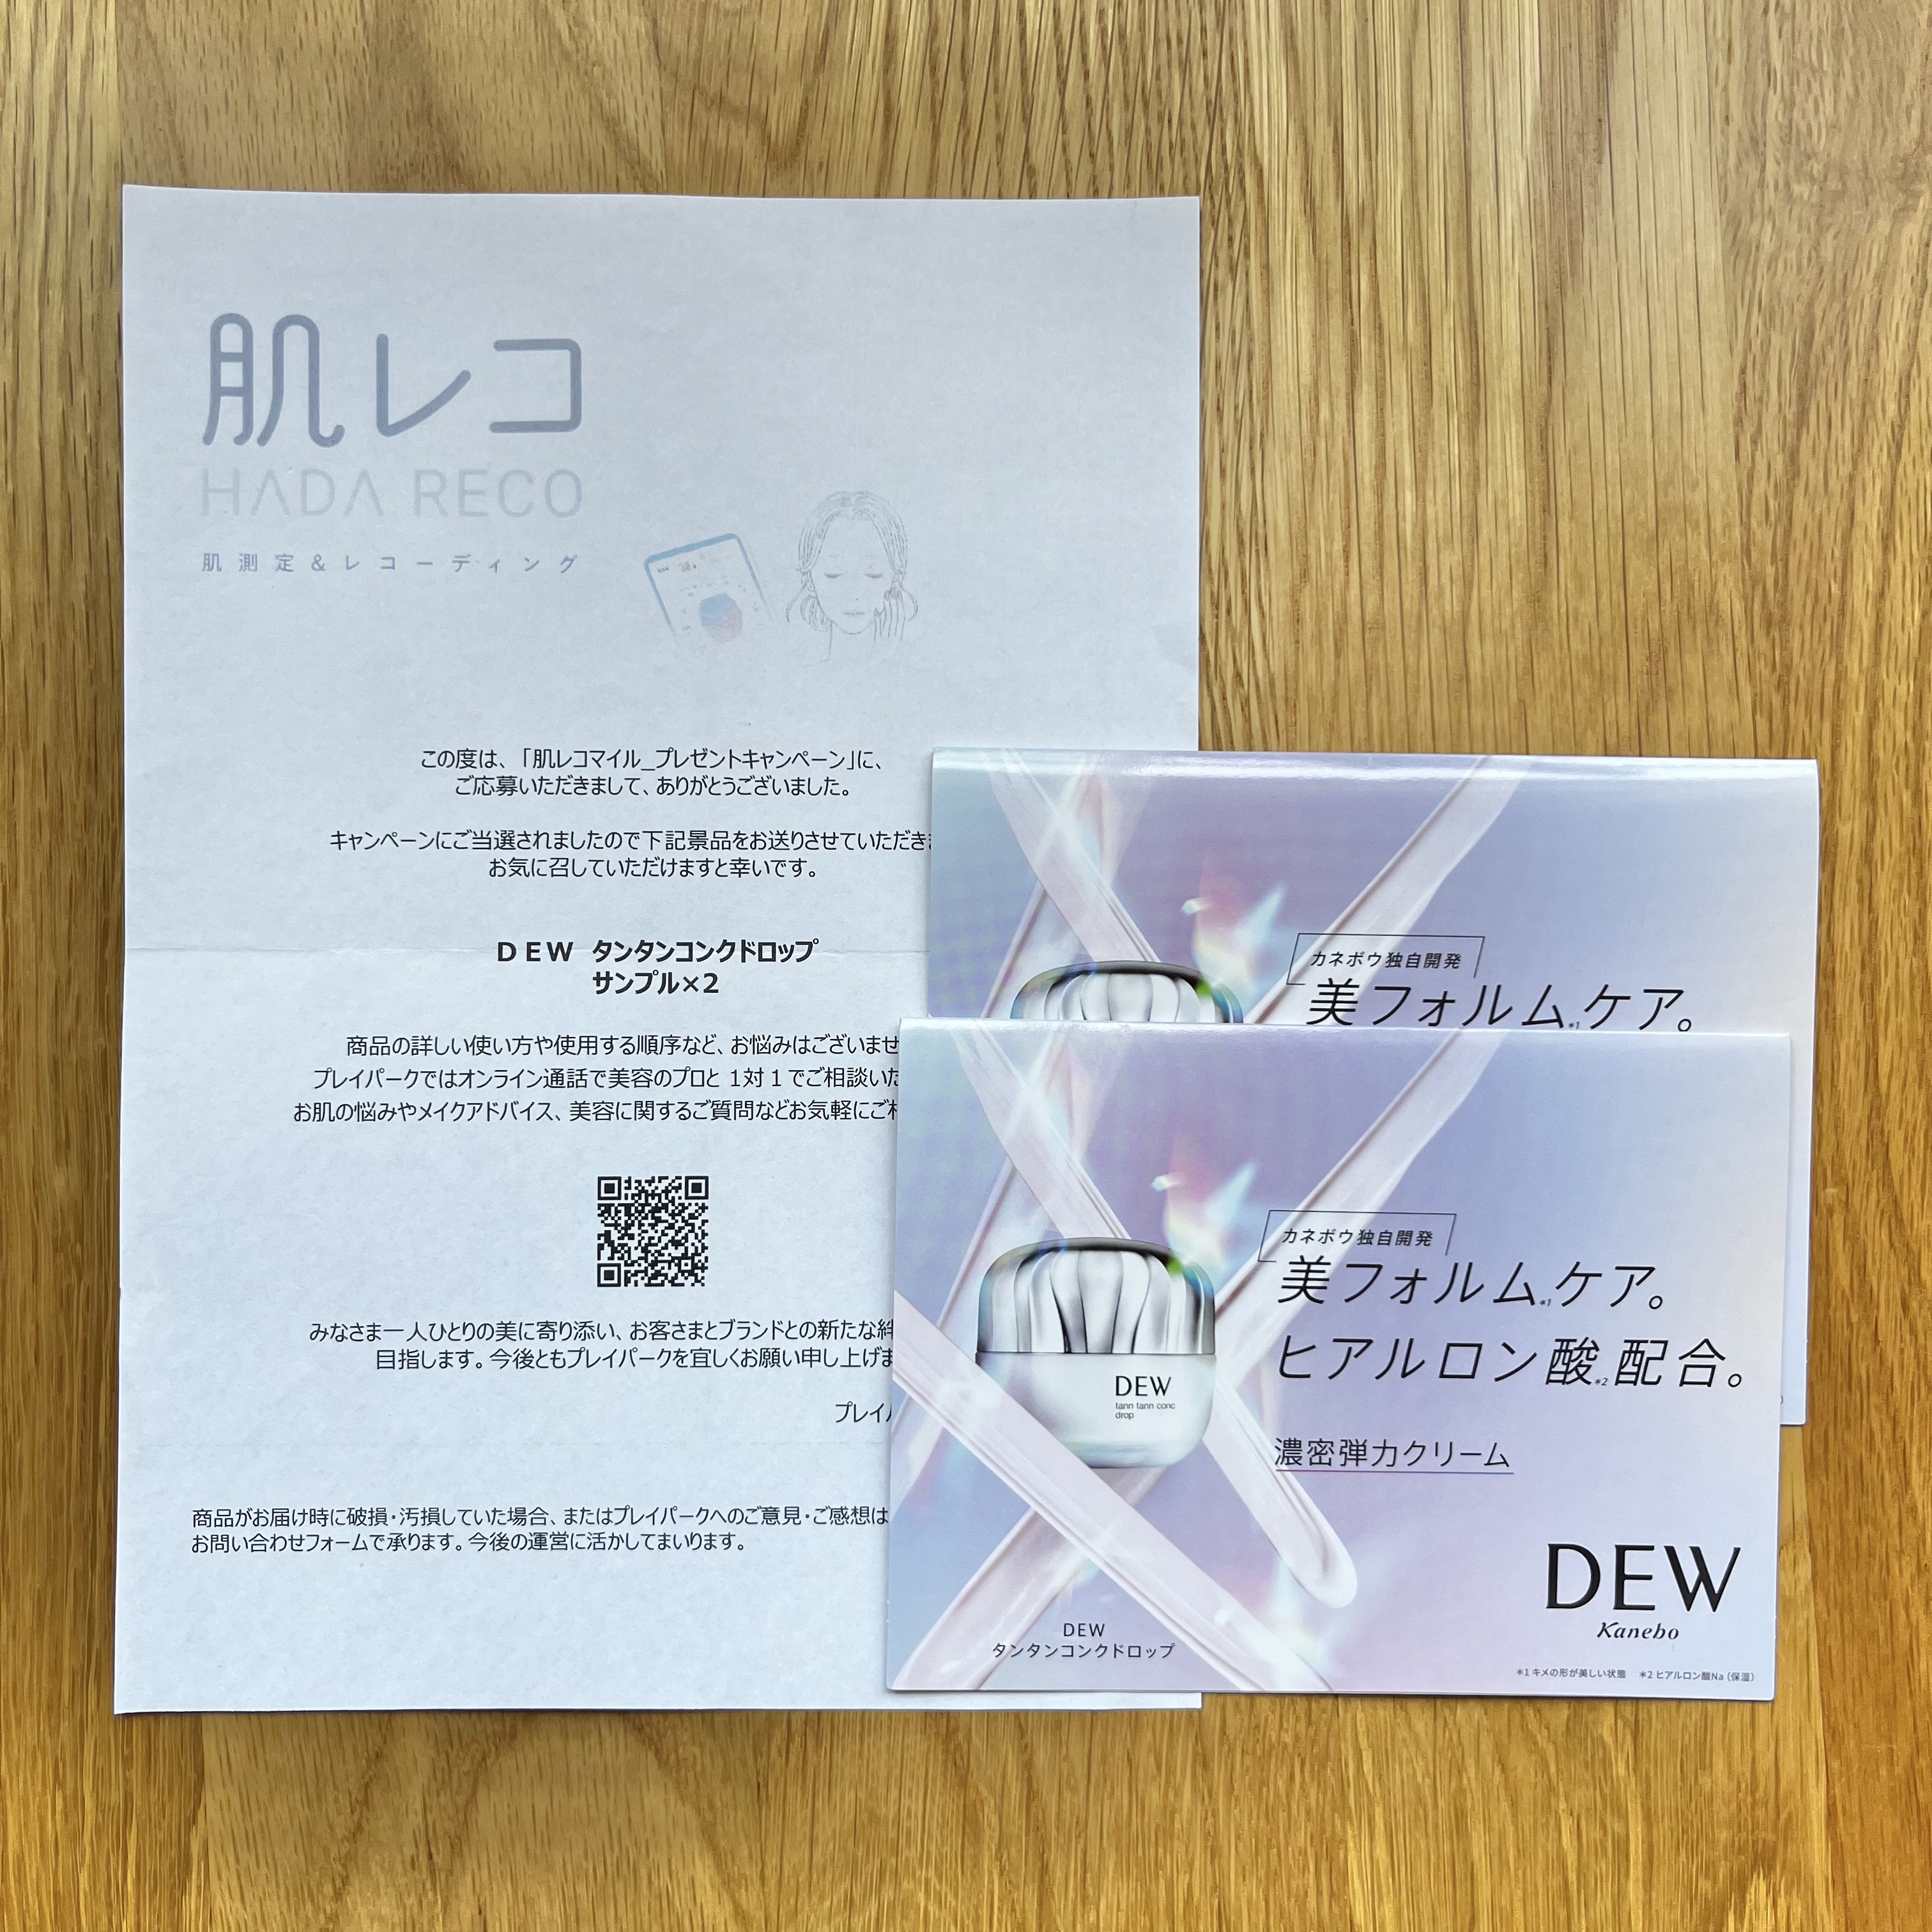 肌レコ
HADA RECO
肌測定&レコーディング
この度は、「肌レコマイル_プレゼントキャンペーン」に、
ご応募いただきまして、ありがとうございました。
キャンペーンにご当選されましたので下記景品をお送りさせていただき
お気に召していただけますと幸いです。
DEW タンタンコンクドロップ
サンプル×2
商品の詳しい使い方や使用する順序など、お悩みはございませ
プレイパークではオンライン通話で美容のプロと 1対1でご相談いた
お肌の悩みやメイクアドバイス、美容に関するご質問などお気軽にご
みなさま一人ひとりの美に寄り添い、お客さまとブランドとの新たな絆
目指します。今後ともプレイパークを宜しくお願い申し上げま
プレイ
商品がお届け時に破損・汚損していた場合、またはプレイパークへのご意見・ご感想は
お問い合わせフォームで承ります。今後の運営に活かしてまいります。
カネボウ独自開発
美フォルム*1ケア。
カネボウ独自開発
美フォルム*1ケア。
ヒアルロン酸*2配合。
濃密弾力クリーム
DEW
tann tann conc
drop
DEW
タンタンコンクドロップ
DEW
Kanebo
*1 キメの形が美しい状態 *2 ヒアルロン酸Na(保湿)